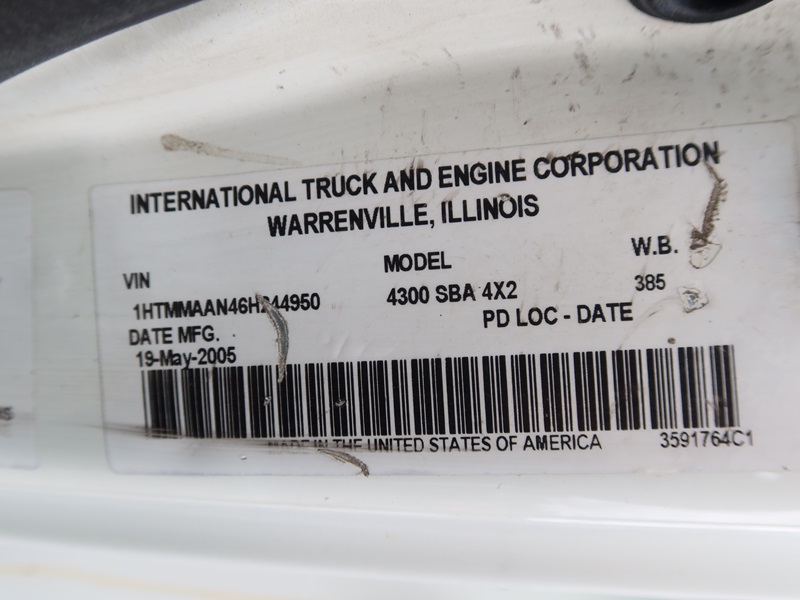 INTERNATIONAL TRUCK AND ENGINE CORPORATION
WARRENVILLE, ILLINOIS
VIN MODEL W.B.
1HTMMAAN46H244950 4300 SBA 4X2 385
DATE MFG. PD LOC - DATE
19-May-2005
MADE IN THE UNITED STATES OF AMERICA 3591764C1